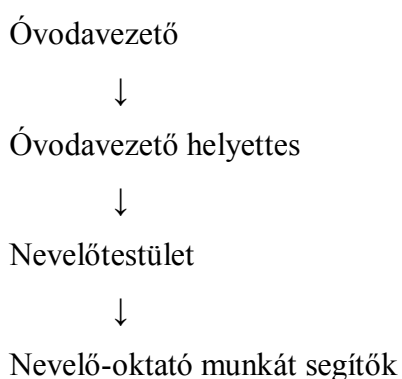 Óvodavezető
↓
Óvodavezető helyettes
↓
Nevelőtestület
↓
Nevelő-oktató munkát segítők